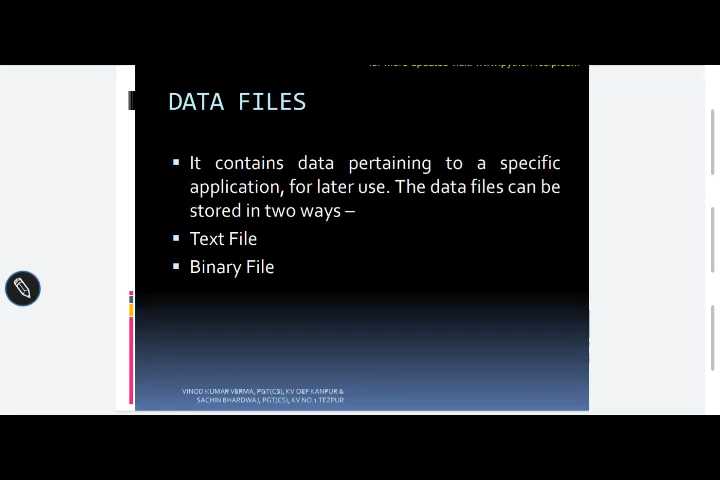 DATA FILES
It contains data pertaining to a specific
application, for later use. The data files can be
stored in two ways –
Text File
Binary File
VINOD KUMAR VERMA, PGT(CS), KV OEF KANPUR &
SACHIN BHARDWAJ, PGT(CS), KV NO.1 TEZPUR